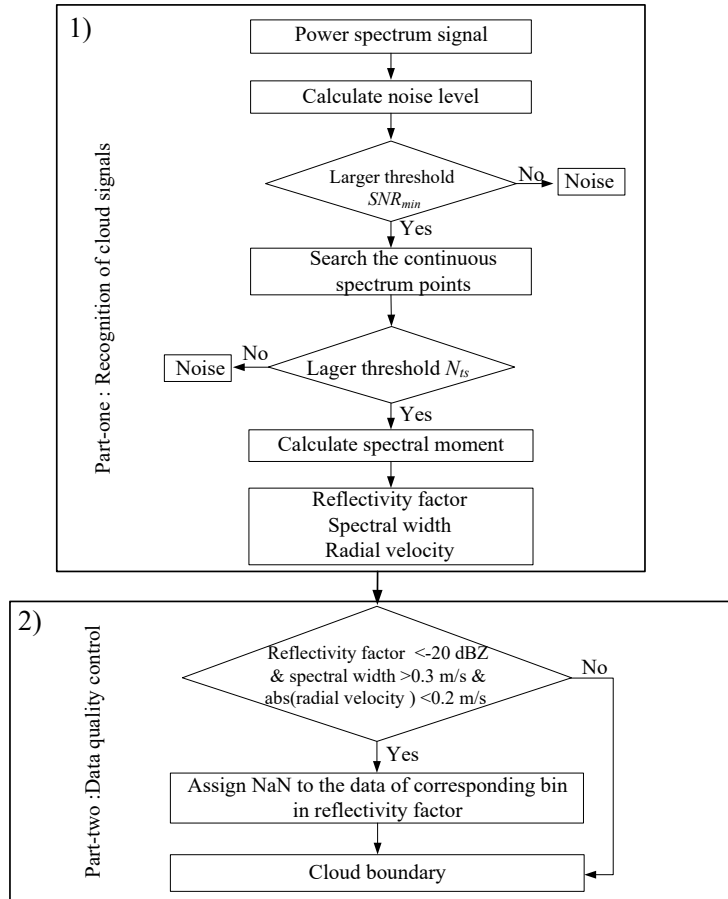 1)
Power spectrum signal
Calculate noise level
Larger threshold
SNRmin
No
Noise
Yes
Search the continuous
spectrum points
Lager threshold Nts
No
Noise
Yes
Calculate spectral moment
Reflectivity factor
Spectral width
Radial velocity
Part-one : Recognition of cloud signals
2)
Reflectivity factor <-20 dBZ
& spectral width >0.3 m/s &
abs(radial velocity ) <0.2 m/s
No
Yes
Assign NaN to the data of corresponding bin
in reflectivity factor
Cloud boundary
Part-two :Data quality control